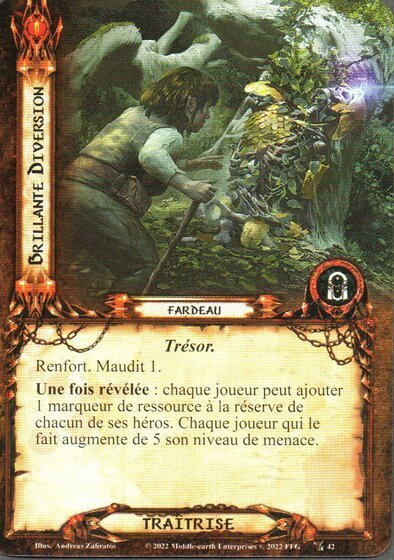 BRILLANTE DIVERSION
FARDEAU
Trésor.
Renfort. Maudit 1.
Une fois révélée : chaque joueur peut ajouter
1 marqueur de ressource à la réserve de
chacun de ses héros. Chaque joueur qui le
fait augmente de 5 son niveau de menace.
TRAÎTRISE
Illus. Andreas Zafiratos © 2022 Middle-earth Enterprises © 2022 FFG 42